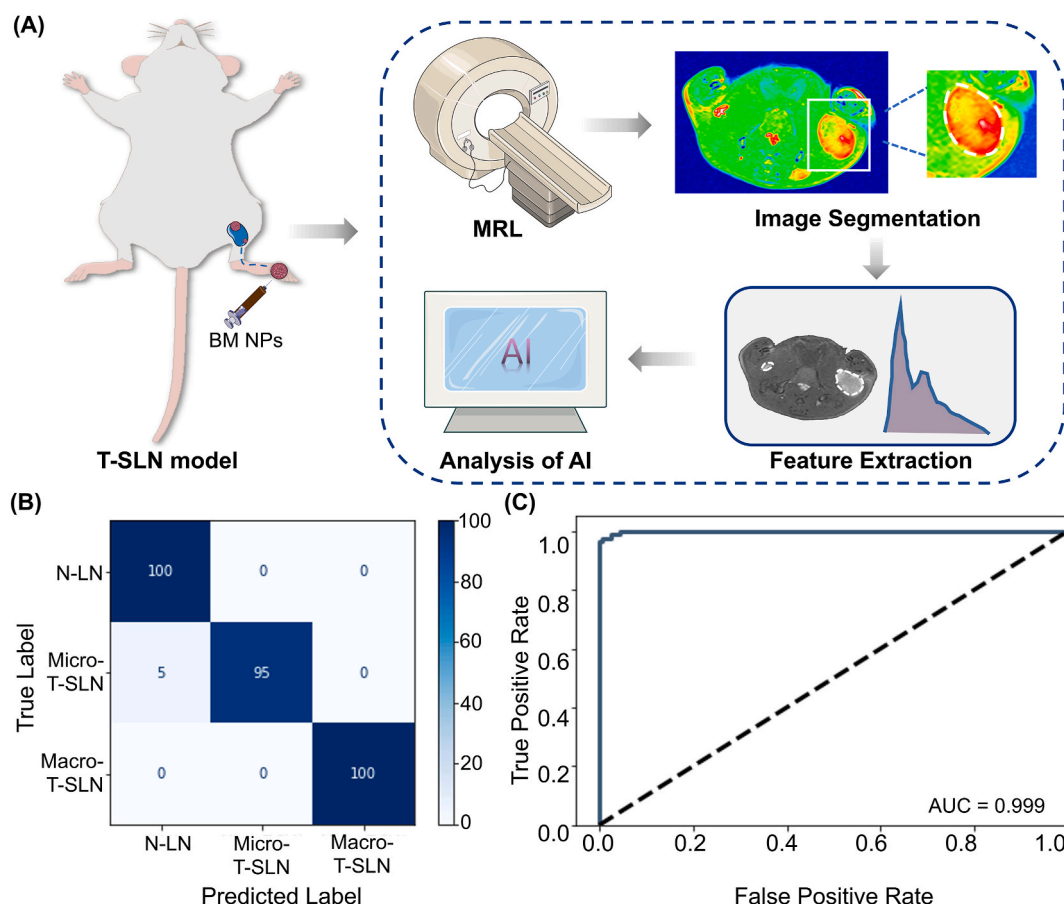 (A)
BM NPs
T-SLN model
MRL
Image Segmentation
AI
Analysis of AI
Feature Extraction
(B)
True Label
N-LN
Micro-
T-SLN
Macro-
T-SLN
100 0 0
5 95 0
0 0 100
100
80
60
40
20
0
N-LN
Micro-
T-SLN
Macro-
T-SLN
Predicted Label
(C)
True Positive Rate
1.0
0.8
0.6
0.4
0.2
0.0
AUC = 0.999
0.0 0.2 0.4 0.6 0.8 1.0
False Positive Rate